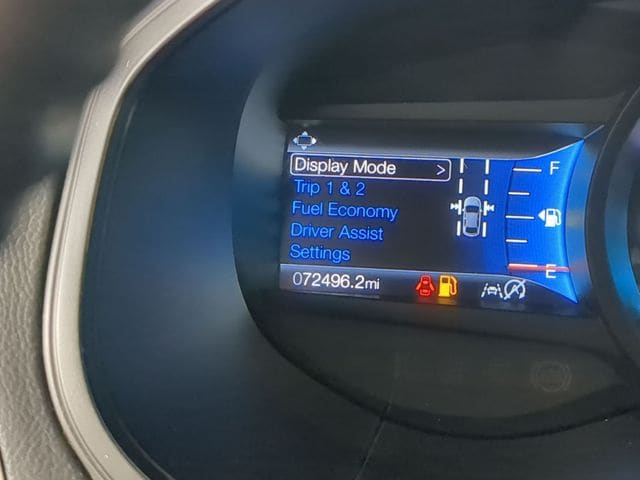 Display Mode >
Trip 1 & 2
Fuel Economy
Driver Assist
Settings
072496.2mi
F
E